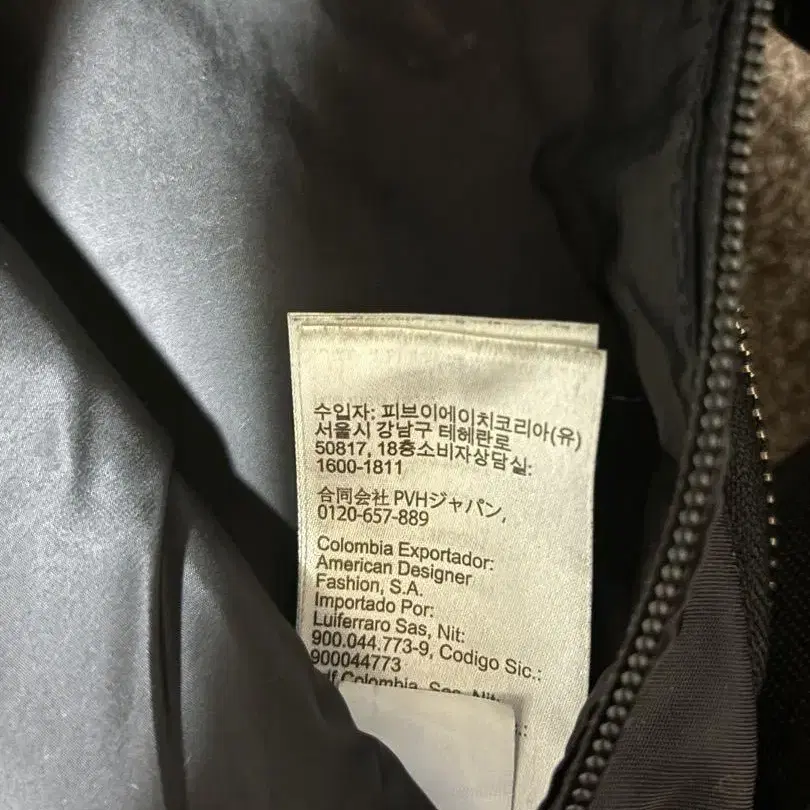 수입자: 피브이에이치코리아(유)
서울시 강남구 테헤란로
50817, 18층소비자상담실:
1600-1811
合同会社 PVHジャパン,
0120-657-889
Colombia Exportador:
American Designer
Fashion, S.A.
Importado Por:
Luiferraro Sas, Nit:
900.044.773-9, Codigo Sic.:
900044773
Colombia, Sas, Nit: